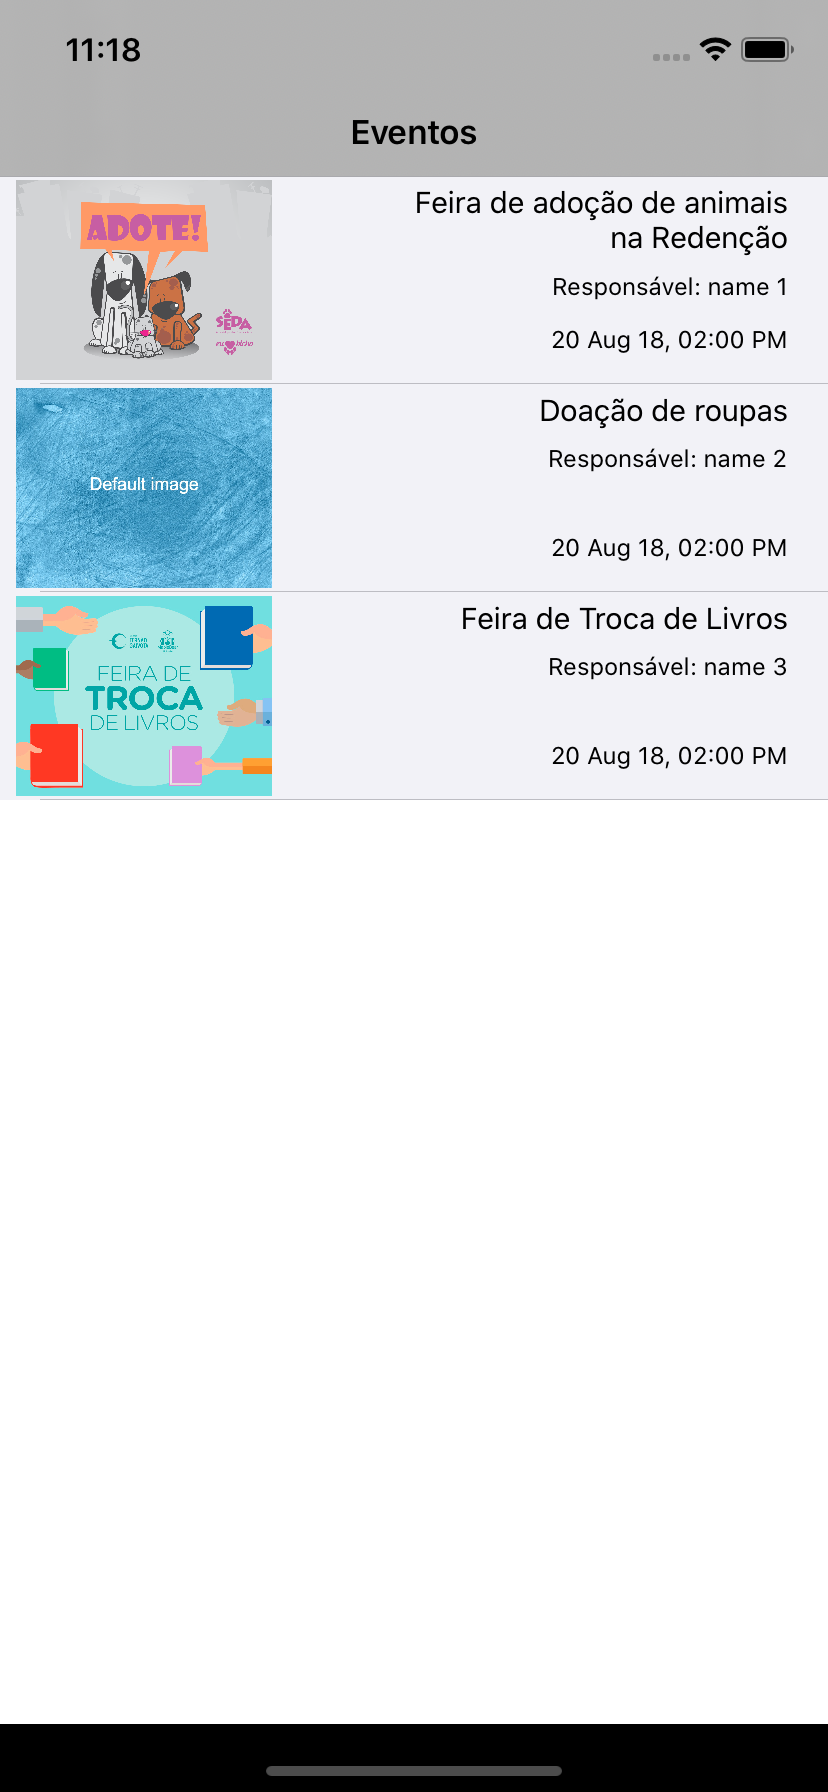 11:18
Eventos
ADOTE!
SEDA
Feira de adoção de animais
na Redenção
Responsável: name 1
20 Aug 18, 02:00 PM
Default image
Doação de roupas
Responsável: name 2
20 Aug 18, 02:00 PM
FEIRA DE
TROCA
DE LIVROS
Feira de Troca de Livros
Responsável: name 3
20 Aug 18, 02:00 PM